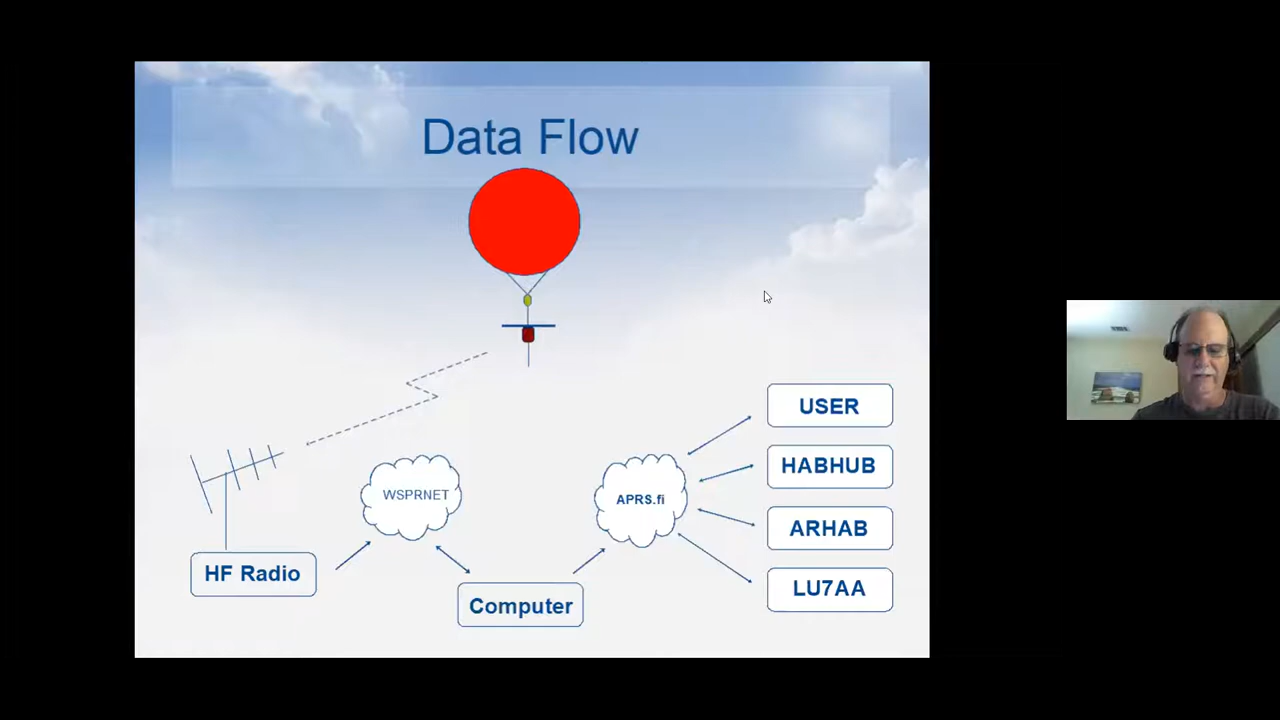 Data Flow
USER
HABHUB
WSPRNET
APRS.fi
ARHAB
HF Radio
Computer
LU7AA